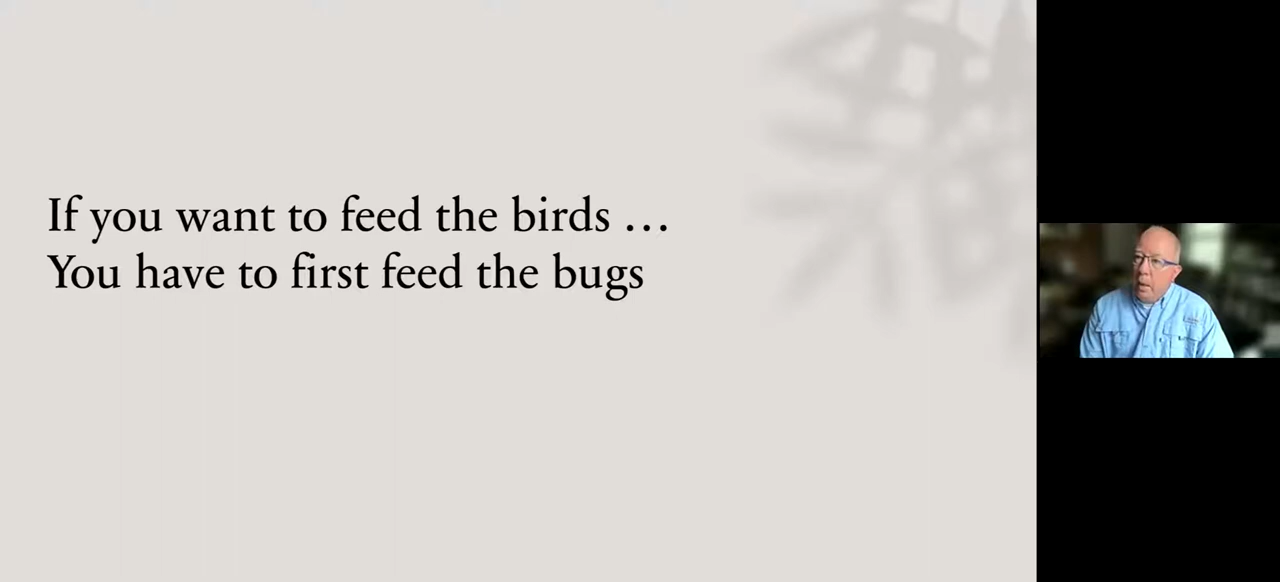 If you want to feed the birds …
You have to first feed the bugs